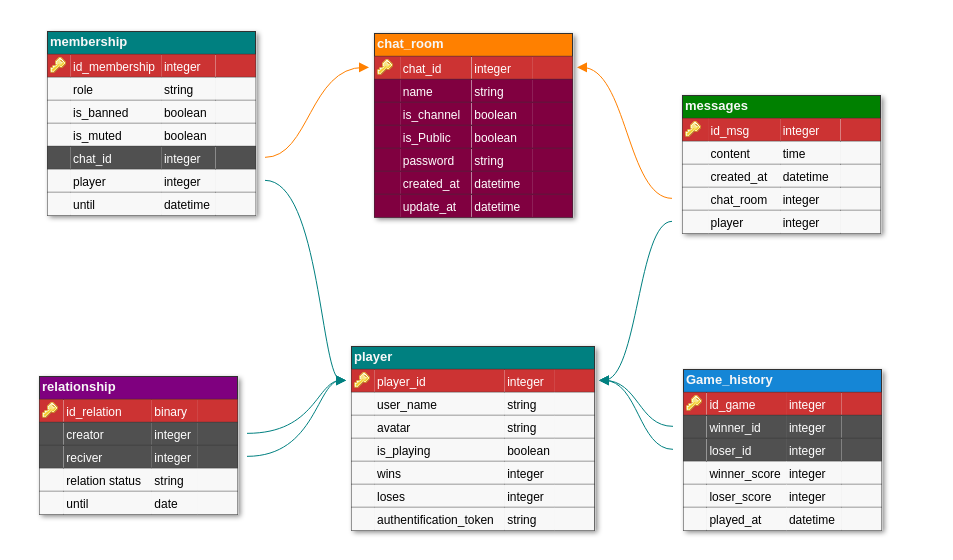 membership
id_membership integer
role string
is_banned boolean
is_muted boolean
chat_id integer
player integer
until datetime
chat_room
chat_id integer
name string
is_channel boolean
is_Public boolean
password string
created_at datetime
update_at datetime
messages
id_msg integer
content time
created_at datetime
chat_room integer
player integer
relationship
id_relation binary
creator integer
reciver integer
relation status string
until date
player
player_id integer
user_name string
avatar string
is_playing boolean
wins integer
loses integer
authentification_token string
Game_history
id_game integer
winner_id integer
loser_id integer
winner_score integer
loser_score integer
played_at datetime